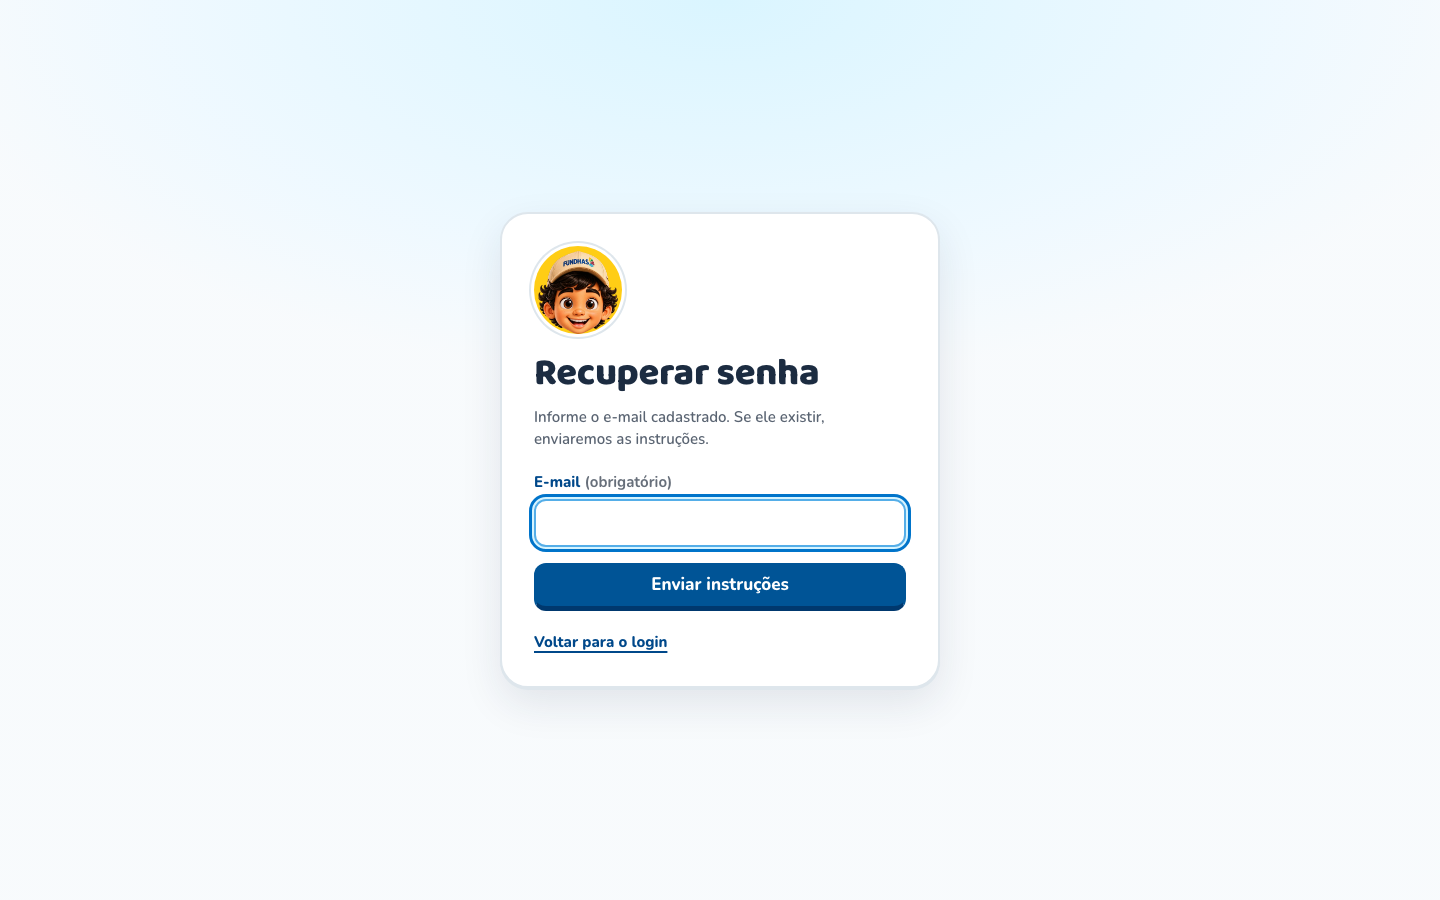 FUNDHAS
Recuperar senha
Informe o e-mail cadastrado. Se ele existir,
enviaremos as instruções.
E-mail (obrigatório)
Enviar instruções
Voltar para o login